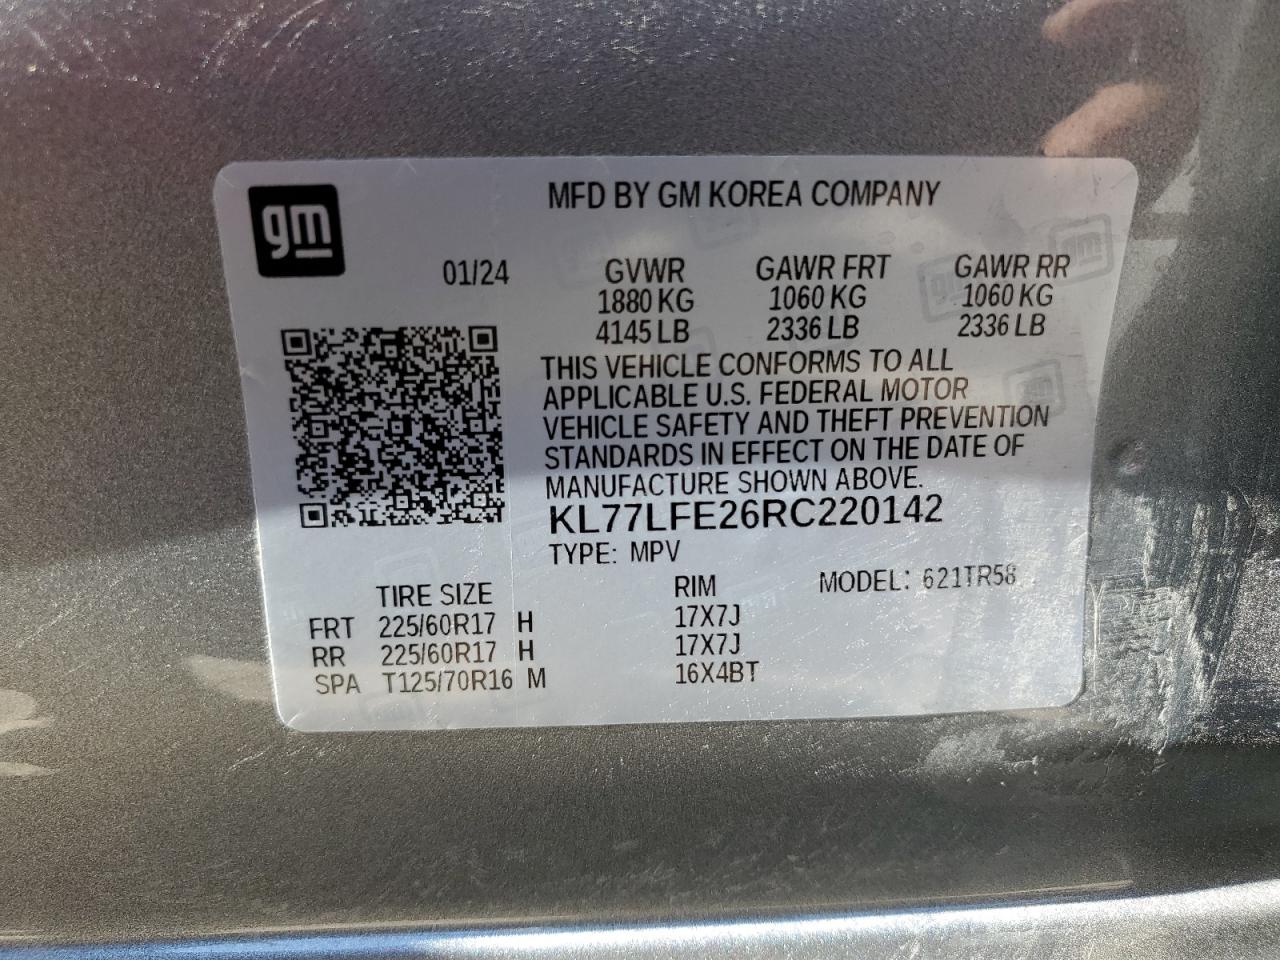 gm
MFD BY GM KOREA COMPANY
01/24 GVWR GAWR FRT GAWR RR
1880 KG 1060 KG 1060 KG
4145 LB 2336 LB 2336 LB
THIS VEHICLE CONFORMS TO ALL
APPLICABLE U.S. FEDERAL MOTOR
VEHICLE SAFETY AND THEFT PREVENTION
STANDARDS IN EFFECT ON THE DATE OF
MANUFACTURE SHOWN ABOVE.
KL77LFE26RC220142
TYPE: MPV
TIRE SIZE RIM MODEL: 621TR58
FRT 225/60R17 H 17X7J
RR 225/60R17 H 17X7J
SPA T125/70R16 M 16X4BT